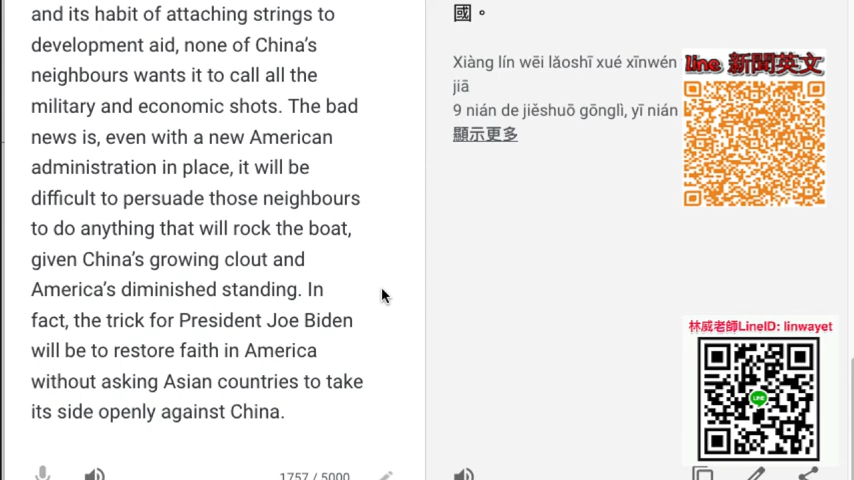 and its habit of attaching strings to
development aid, none of China's
neighbours wants it to call all the
military and economic shots. The bad
news is, even with a new American
administration in place, it will be
difficult to persuade those neighbours
to do anything that will rock the boat,
given China's growing clout and
America's diminished standing. In
fact, the trick for President Joe Biden
will be to restore faith in America
without asking Asian countries to take
its side openly against China.
1757 / 5000
國。
Xiàng lín wēi lǎoshī xué xīnwén
jiā
9 nián de jiěshuō gōnglì, yī nián
顯示更多
line 新聞英文
林威老師LineID: linwayet
LINE